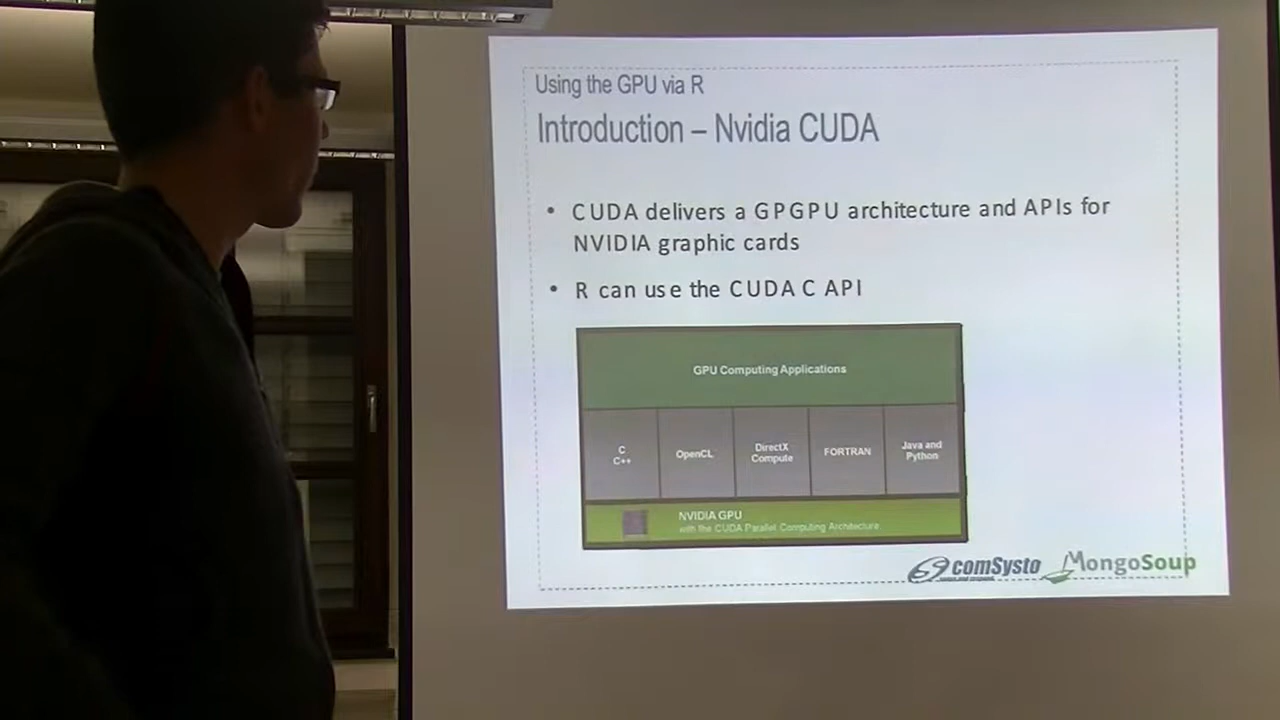 Using the GPU via R
Introduction – Nvidia CUDA
• CUDA delivers a GPGPU architecture and APIs for
NVIDIA graphic cards
• R can use the CUDA C API
GPU Computing Applications
C
C++
OpenCL
DirectX
Compute
FORTRAN
Java and
Python
NVIDIA GPU
with the CUDA Parallel Computing Architecture
comSysto
MongoSoup